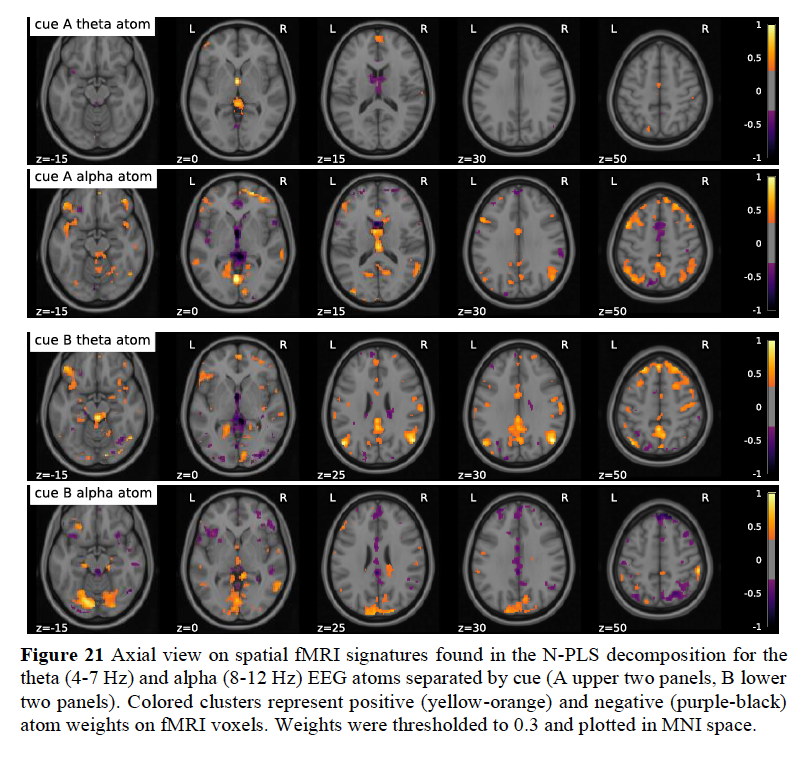 cue A theta atom
L R L R L R L R
1
0.5
0
-0.5
-1
z=-15 z=0 z=15 z=30 z=50
cue A alpha atom
L R L R L R L R
1
0.5
0
-0.5
-1
z=-15 z=0 z=15 z=30 z=50
cue B theta atom
L R L R L R L R
1
0.5
0
-0.5
-1
z=-15 z=0 z=25 z=30 z=50
cue B alpha atom
L R L R L R L R
1
0.5
0
-0.5
-1
z=-15 z=0 z=25 z=30 z=50
Figure 21 Axial view on spatial fMRI signatures found in the N-PLS decomposition for the
theta (4-7 Hz) and alpha (8-12 Hz) EEG atoms separated by cue (A upper two panels, B lower
two panels). Colored clusters represent positive (yellow-orange) and negative (purple-black)
atom weights on fMRI voxels. Weights were thresholded to 0.3 and plotted in MNI space.